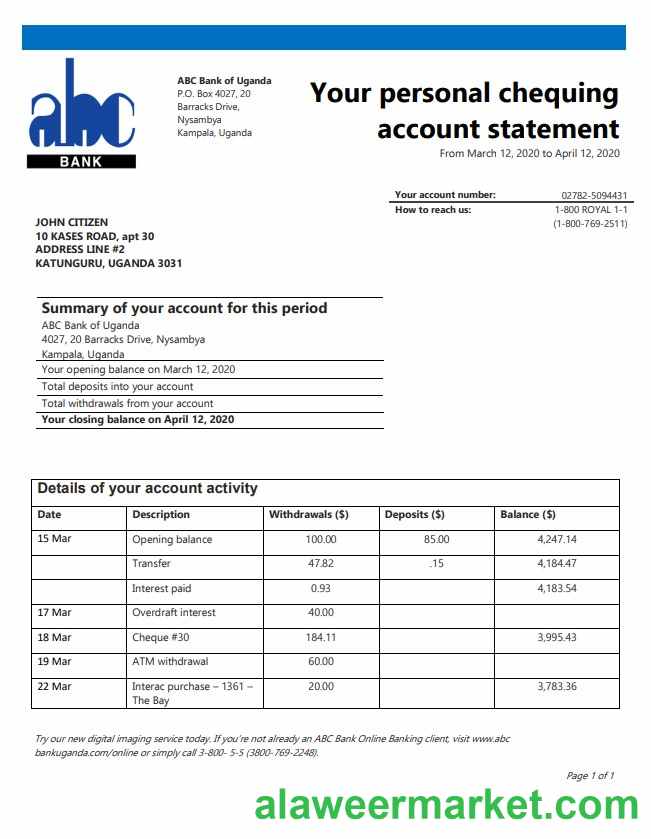 abc
BANK
ABC Bank of Uganda
P.O. Box 4027, 20
Barracks Drive,
Nysambya
Kampala, Uganda
Your personal chequing
account statement
From March 12, 2020 to April 12, 2020
Your account number: 02782-5094431
How to reach us: 1-800 ROYAL 1-1
(1-800-769-2511)
JOHN CITIZEN
10 KASES ROAD, apt 30
ADDRESS LINE #2
KATUNGURU, UGANDA 3031
Summary of your account for this period
ABC Bank of Uganda
4027, 20 Barracks Drive, Nysambya
Kampala, Uganda
Your opening balance on March 12, 2020
Total deposits into your account
Total withdrawals from your account
Your closing balance on April 12, 2020
Details of your account activity
Date Description Withdrawals ($) Deposits ($) Balance ($)
15 Mar Opening balance 100.00 85.00 4,247.14
Transfer 47.82 .15 4,184.47
Interest paid 0.93 4,183.54
17 Mar Overdraft interest 40.00
18 Mar Cheque #30 184.11 3,995.43
19 Mar ATM withdrawal 60.00
22 Mar Interac purchase – 1361 – 20.00 3,783.36
The Bay
Try our new digital imaging service today. If you're not already an ABC Bank Online Banking client, visit www.abc
bankuganda.com/online or simply call 3-800- 5-5 (3800-769-2248).
Page 1 of 1
alaweermarket.com